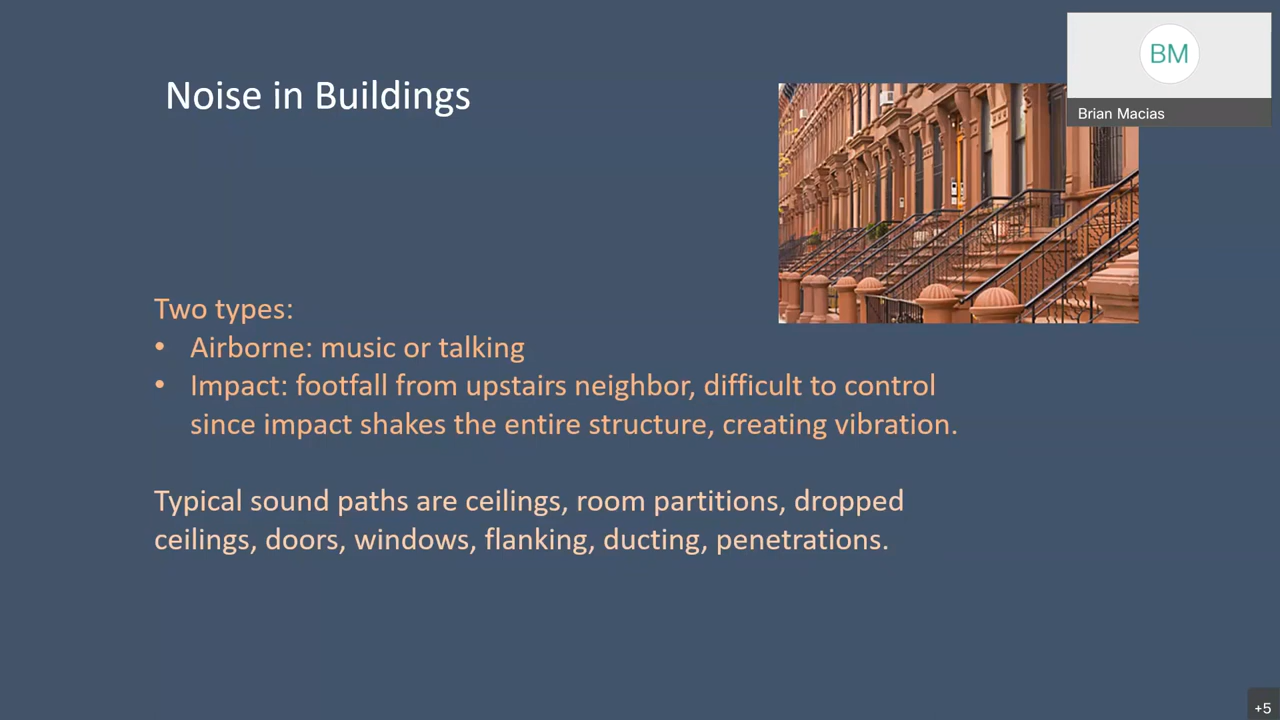 Noise in Buildings
BM
Brian Macias
Two types:
• Airborne: music or talking
• Impact: footfall from upstairs neighbor, difficult to control
since impact shakes the entire structure, creating vibration.
Typical sound paths are ceilings, room partitions, dropped
ceilings, doors, windows, flanking, ducting, penetrations.
+5